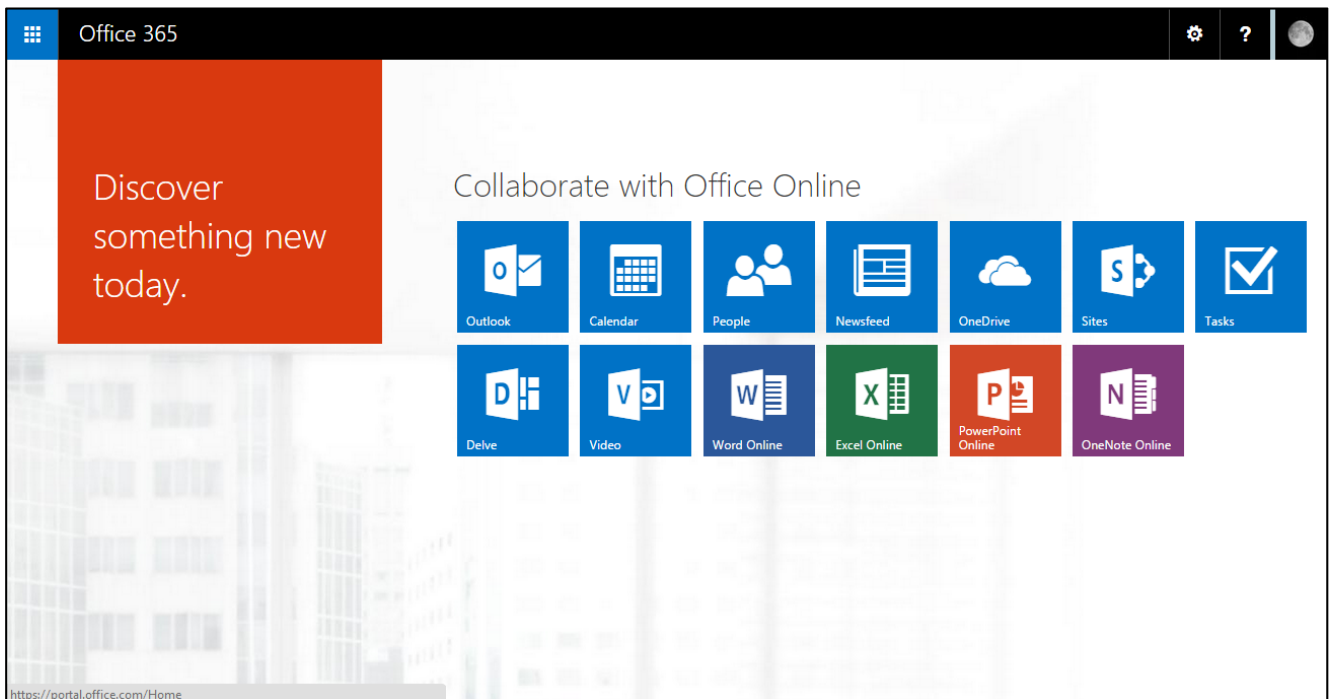 Office 365
?
Discover
something new
today.
Collaborate with Office Online
O
S
Outlook
Calendar
People
Newsfeed
OneDrive
Sites
Tasks
D
V
W
X
P
N
Delve
Video
Word Online
Excel Online
PowerPoint
Online
OneNote Online
https://portal.office.com/Home